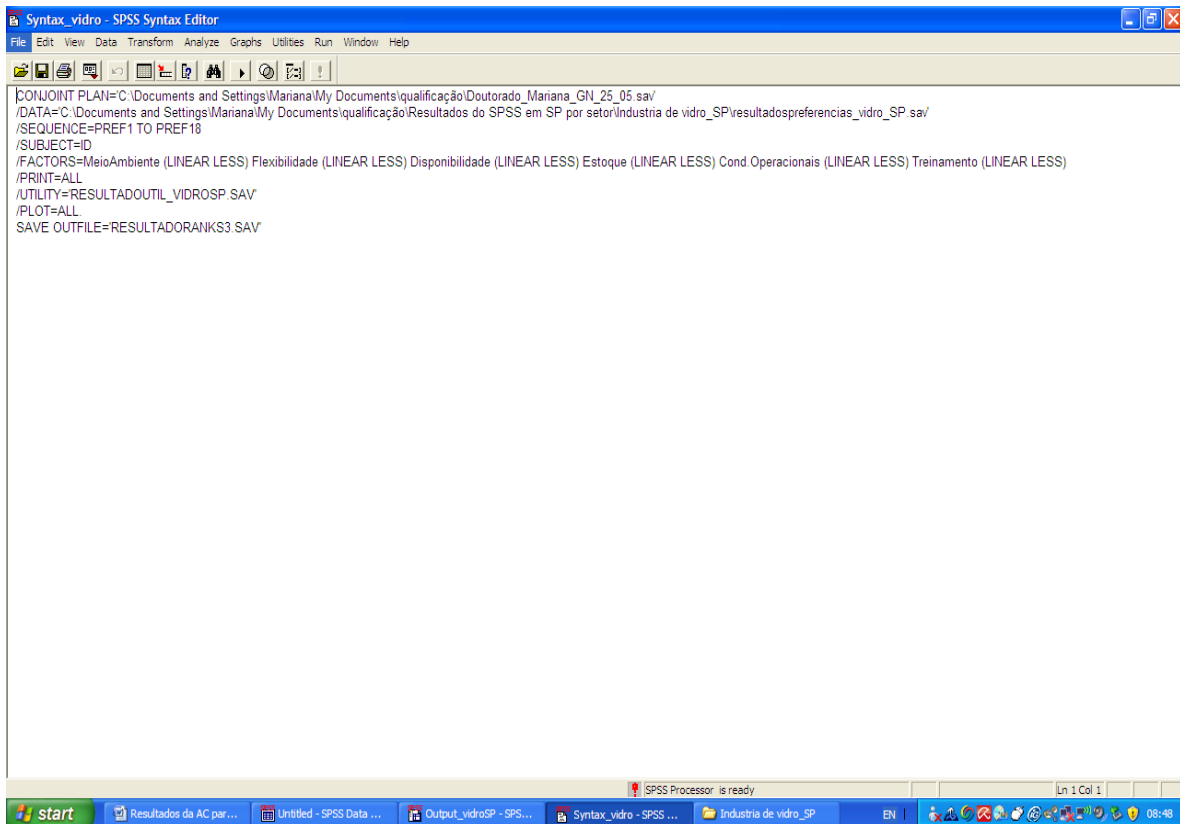 Syntax_vidro - SPSS Syntax Editor
File Edit View Data Transform Analyze Graphs Utilities Run Window Help
CONJOINT PLAN='C:\Documents and Settings\Mariana\My Documents\qualificação\Doutorado_Mariana_GN_25_05.sav'
/DATA='C:\Documents and Settings\Mariana\My Documents\qualificação\Resultados do SPSS em SP por setor\Industria de vidro_SP\resultadospreferencias_vidro_SP.sav'
/SEQUENCE=PREF1 TO PREF18
/SUBJECT=ID
/FACTORS=MeioAmbiente (LINEAR LESS) Flexibilidade (LINEAR LESS) Disponibilidade (LINEAR LESS) Estoque (LINEAR LESS) Cond.Operacionais (LINEAR LESS) Treinamento (LINEAR LESS)
/PRINT=ALL
/UTILITY='RESULTADOUTIL_VIDROSP.SAV'
/PLOT=ALL.
SAVE OUTFILE='RESULTADORANKS3.SAV'
SPSS Processor is ready Ln 1 Col 1
start Resultados da AC par... Untitled - SPSS Data ... Output_vidroSP - SPS... Syntax_vidro - SPSS ... Industria de vidro_SP EN 08:48